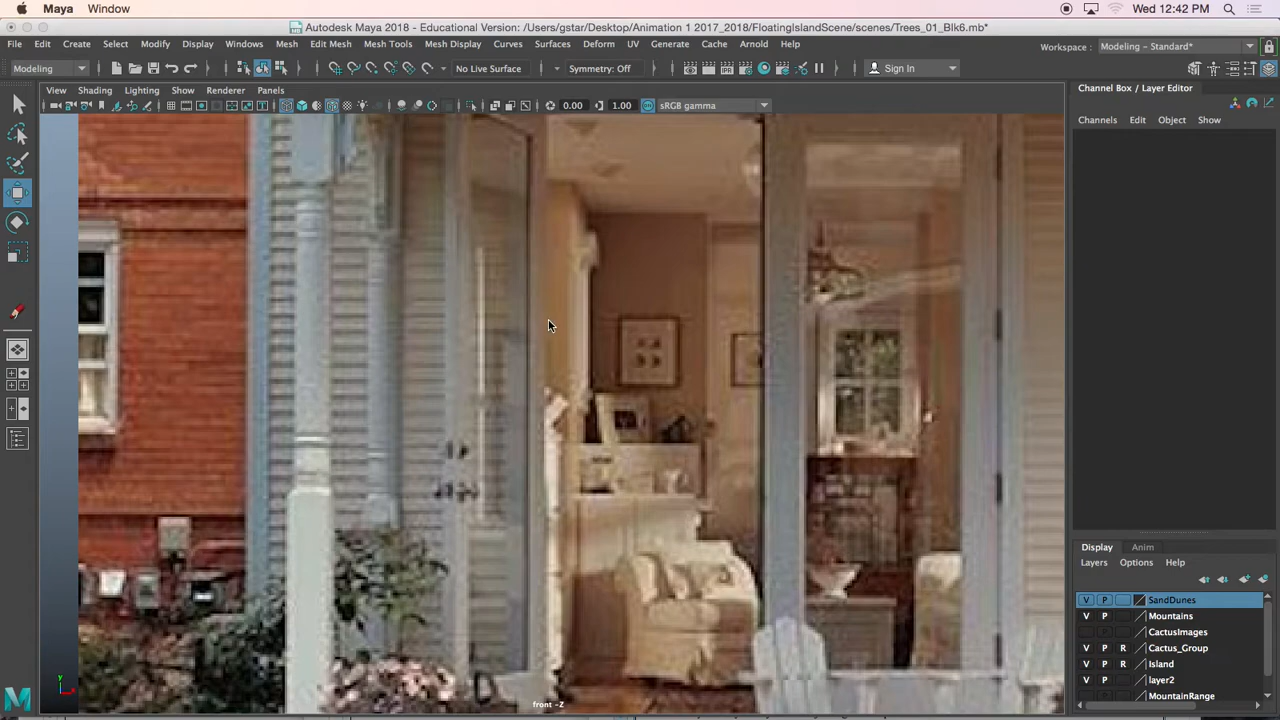 Maya Window Wed 12:42 PM
Autodesk Maya 2018 - Educational Version: /Users/gstar/Desktop/Animation 1 2017_2018/FloatingIslandScene/scenes/Trees_01_Blk6.mb*
File Edit Create Select Modify Display Windows Mesh Edit Mesh Mesh Tools Mesh Display Curves Surfaces Deform UV Generate Cache Arnold Help Workspace : Modeling - Standard*
Modeling No Live Surface Symmetry: Off Sign In
View Shading Lighting Show Renderer Panels Channel Box / Layer Editor
0.00 1.00 sRGB gamma
Channels Edit Object Show
Display Anim
Layers Options Help
V P SandDunes
V P Mountains
CactusImages
V P R Cactus_Group
V P R Island
V P layer2
MountainRange
y
x
front -Z